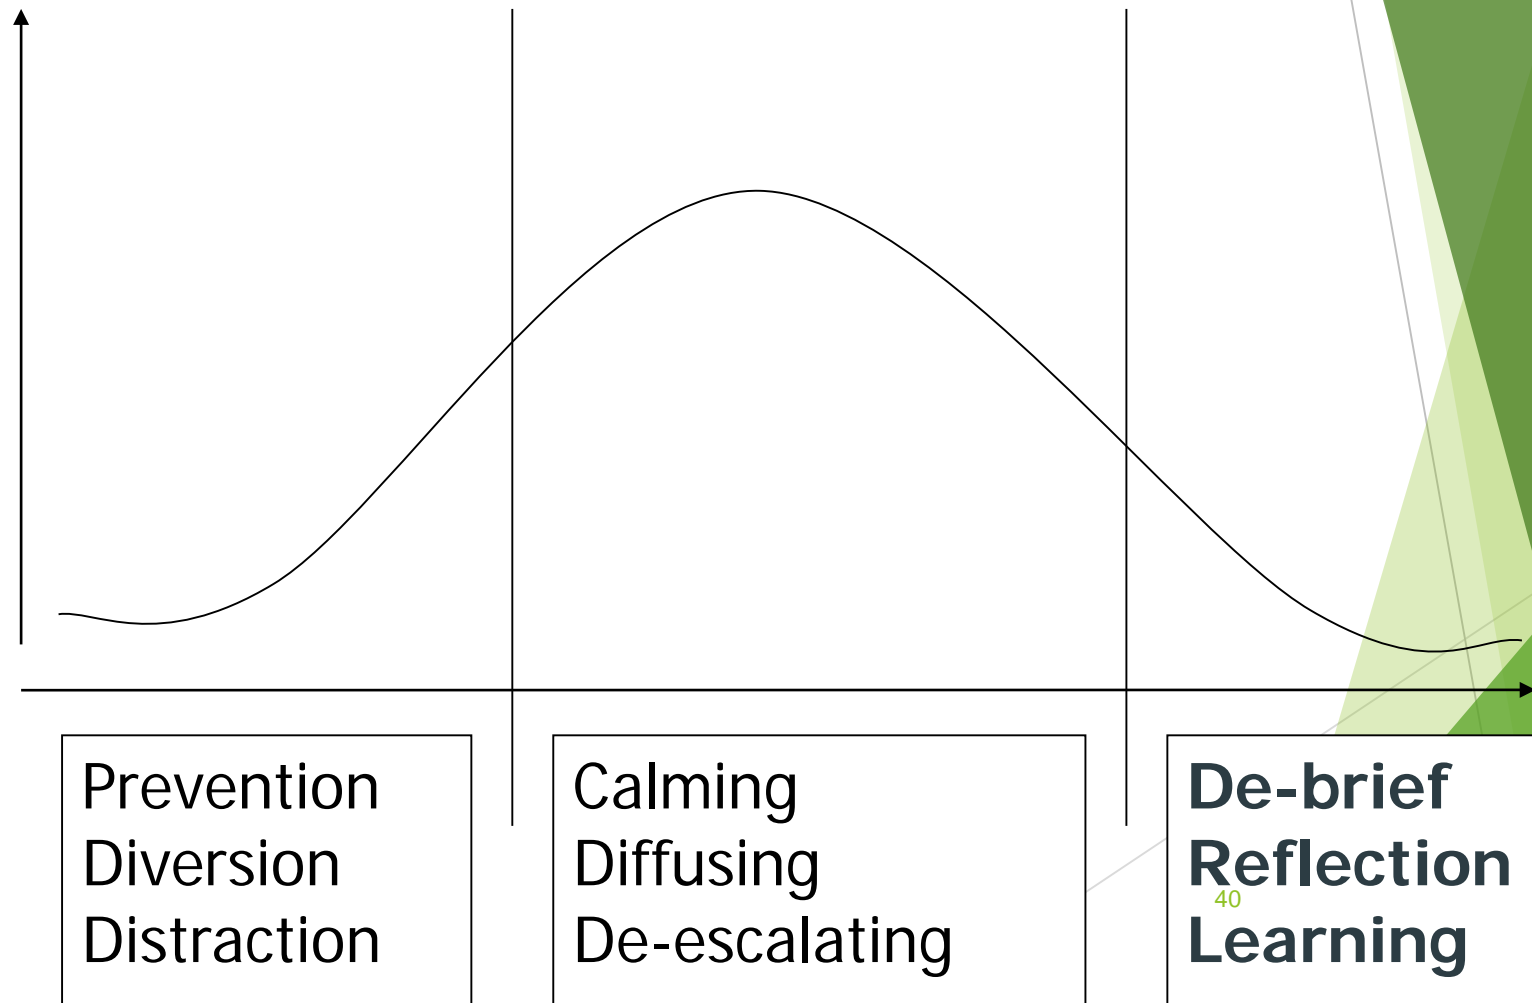 Prevention
Diversion
Distraction
Calming
Diffusing
De-escalating
De-brief
Reflection
40
Learning